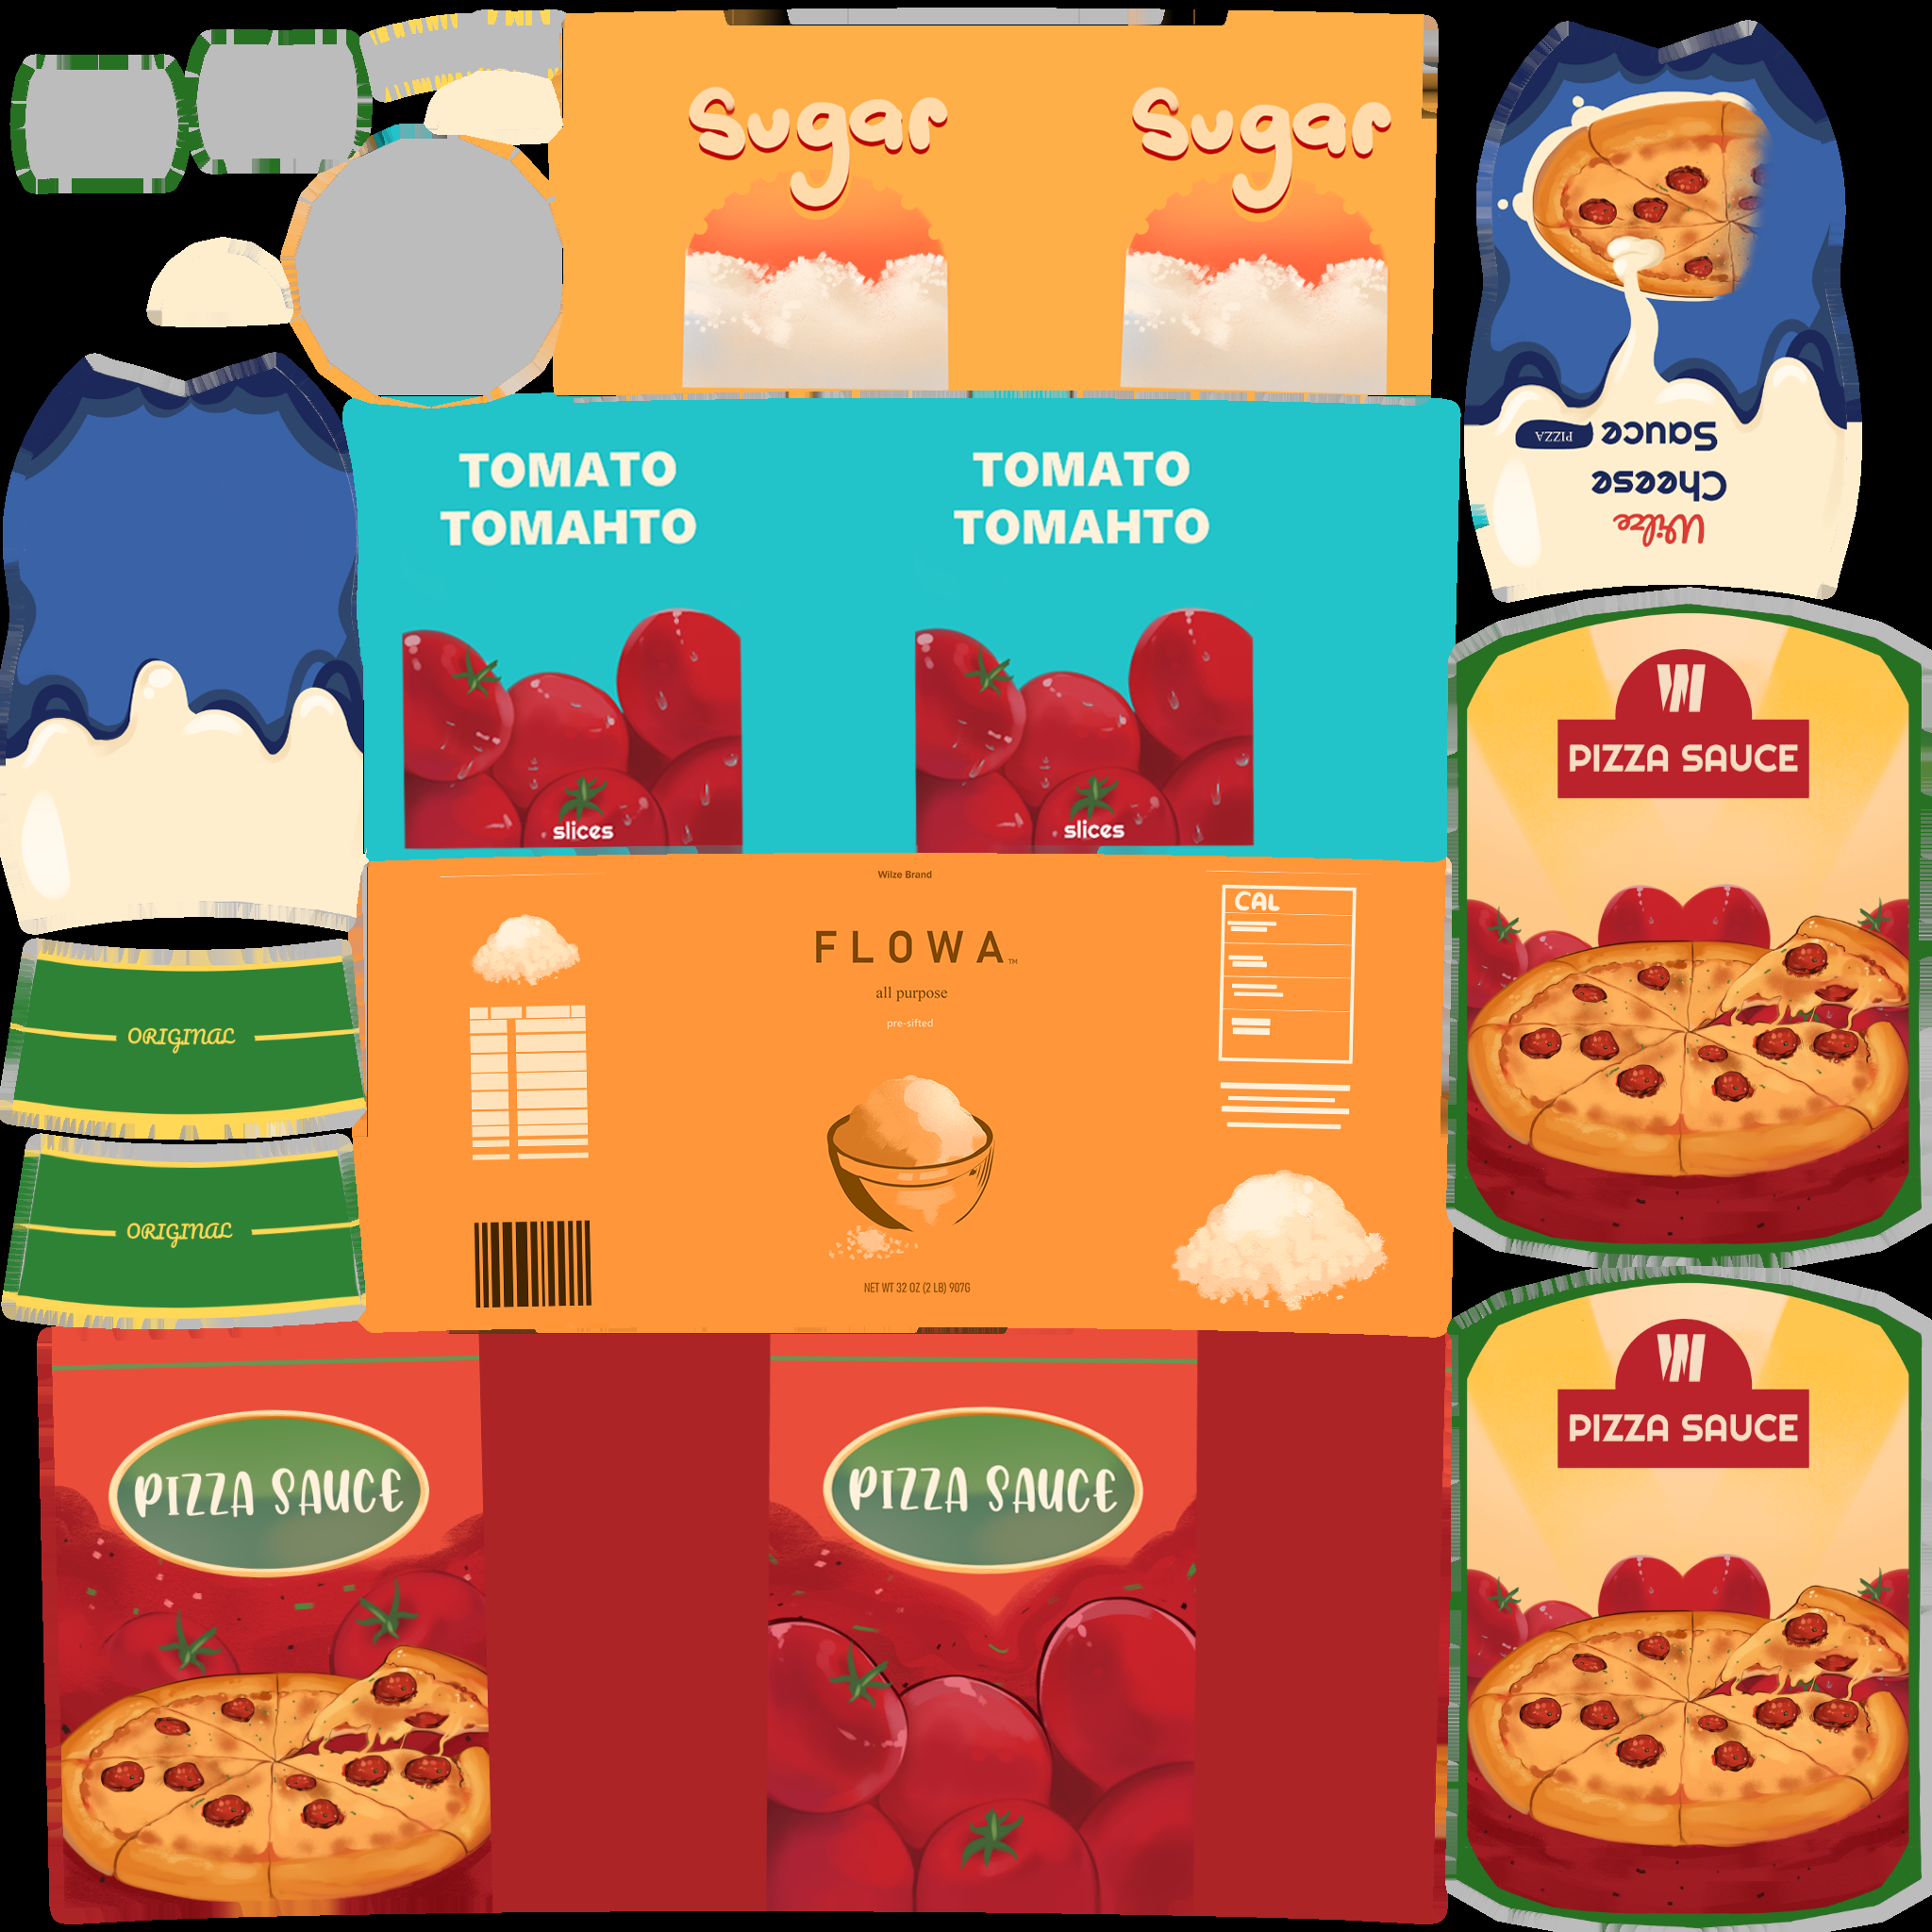 Sugar
Sugar
TOMATO
TOMAHTO
slices
TOMATO
TOMAHTO
slices
Wilze
Cheese
Sauce
PIZZA
W
PIZZA SAUCE
Wilze Brand
FLOWA™
all purpose
pre-sifted
NET WT 32 OZ (2 LB) 907G
CAL
ORIGINAL
ORIGINAL
PIZZA SAUCE
PIZZA SAUCE
W
PIZZA SAUCE